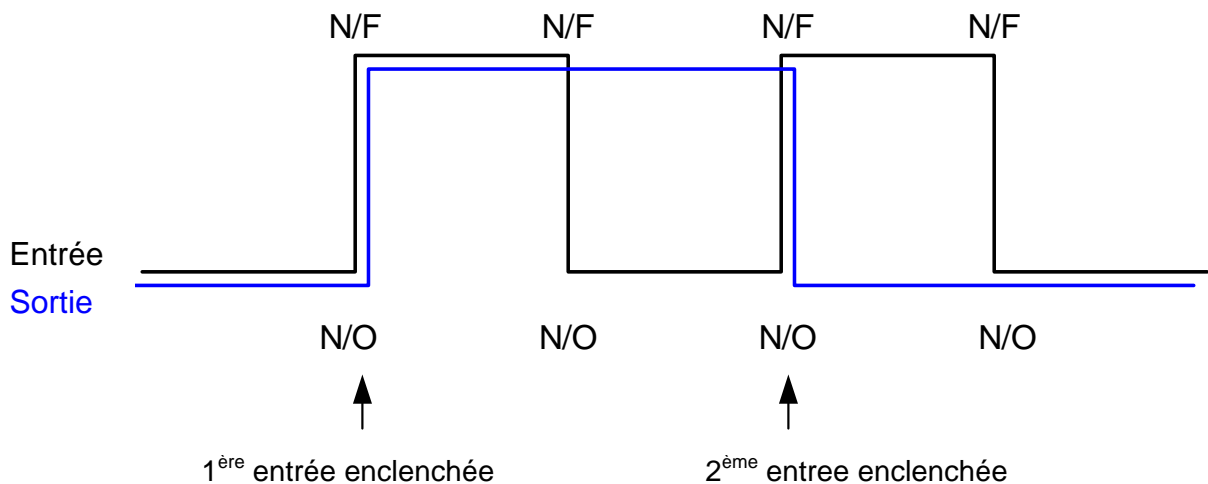 N/F N/F N/F N/F
Entrée
Sortie
N/O N/O N/O N/O
1ère entrée enclenchée 2ème entree enclenchée